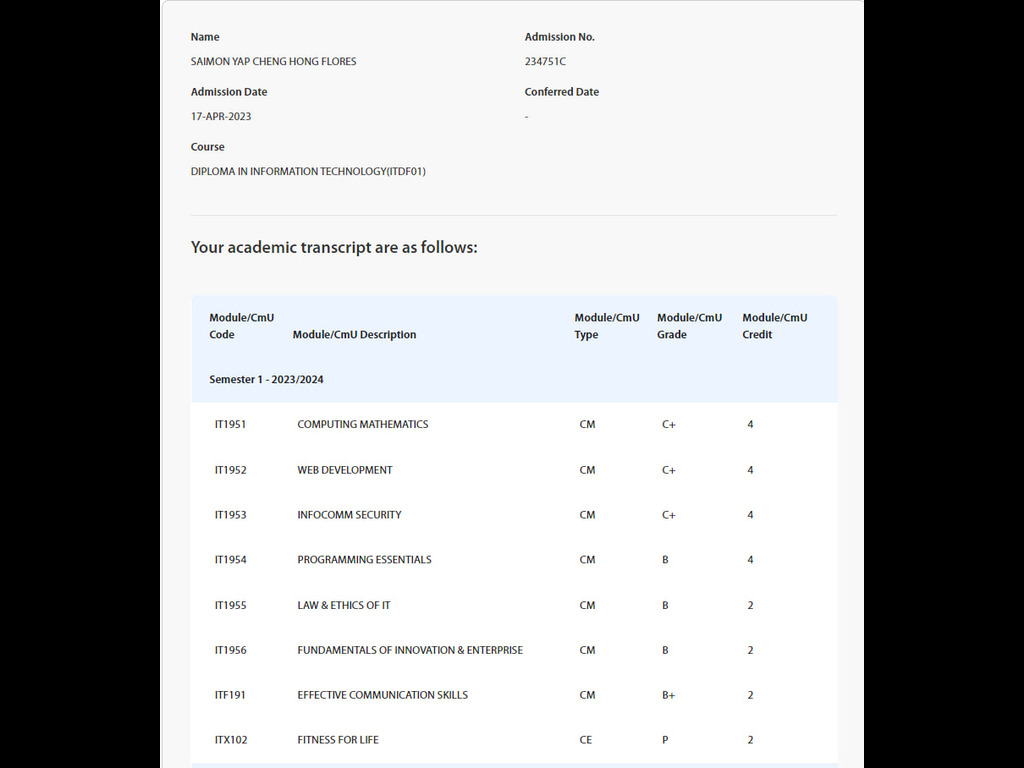 Name Admission No.
SAIMON YAP CHENG HONG FLORES 234751C
Admission Date Conferred Date
17-APR-2023 -
Course
DIPLOMA IN INFORMATION TECHNOLOGY(ITDF01)
Your academic transcript are as follows:
Module/CmU Module/CmU Module/CmU Module/CmU
Code Module/CmU Description Type Grade Credit
Semester 1 - 2023/2024
IT1951 COMPUTING MATHEMATICS CM C+ 4
IT1952 WEB DEVELOPMENT CM C+ 4
IT1953 INFOCOMM SECURITY CM C+ 4
IT1954 PROGRAMMING ESSENTIALS CM B 4
IT1955 LAW & ETHICS OF IT CM B 2
IT1956 FUNDAMENTALS OF INNOVATION & ENTERPRISE CM B 2
ITF191 EFFECTIVE COMMUNICATION SKILLS CM B+ 2
ITX102 FITNESS FOR LIFE CE P 2